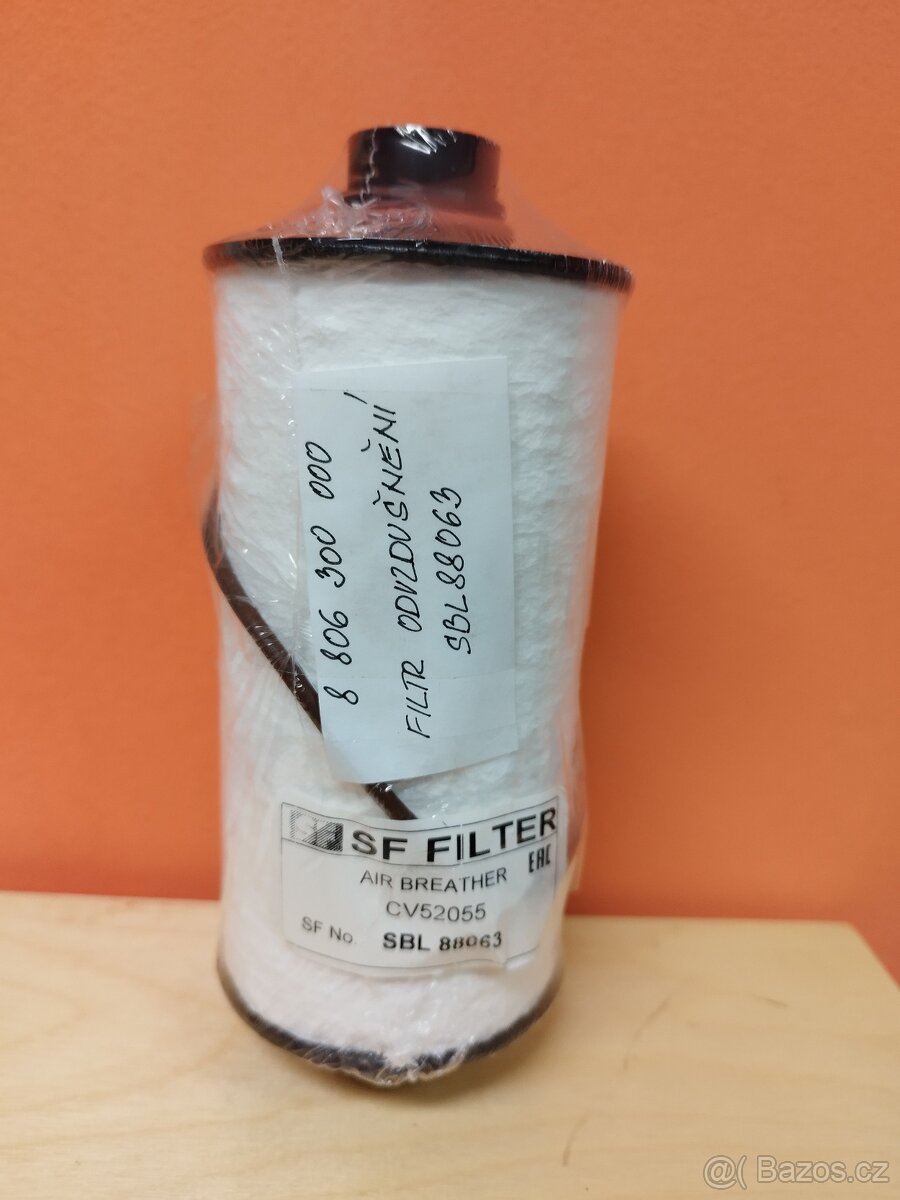 8 806 300 000
FILTR ODVZDUŠNĚNÍ
SBL88063
SF FILTER
EAC
AIR BREATHER
CV52055
SF No. SBL 88063
@( Bazos.cz